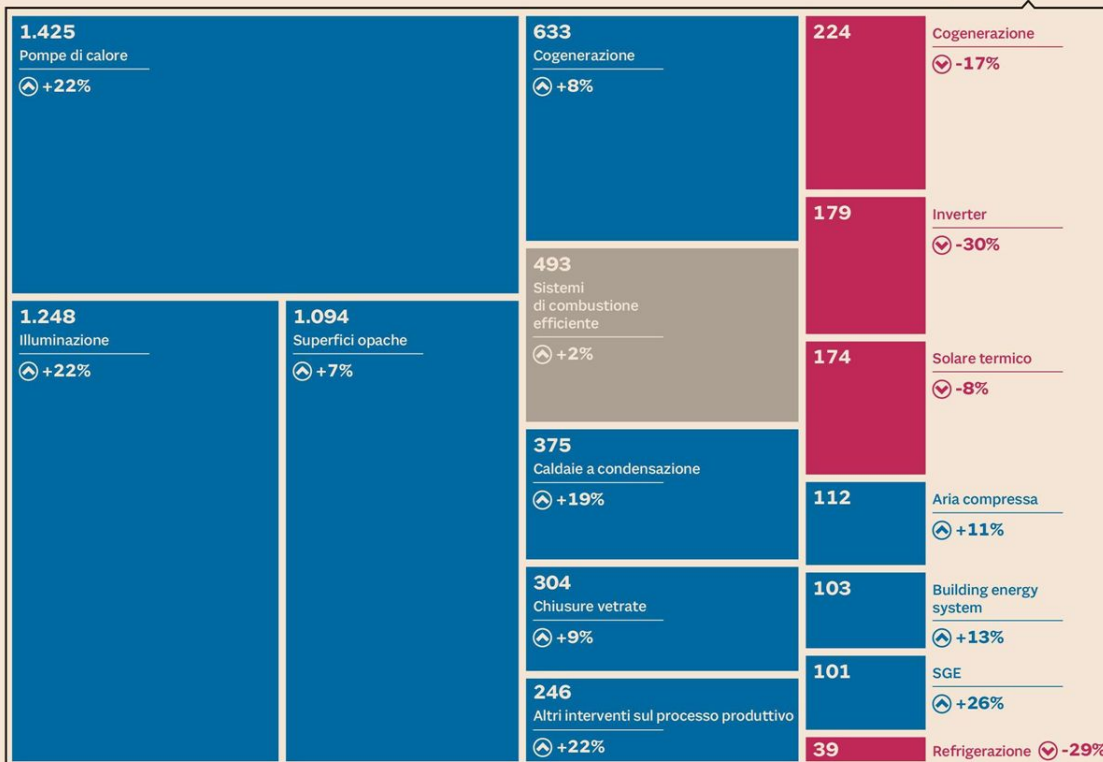 1.425
Pompe di calore
+22%
1.248
Illuminazione
+22%
1.094
Superfici opache
+7%
633
Cogenerazione
+8%
493
Sistemi
di combustione
efficiente
+2%
375
Caldaie a condensazione
+19%
304
Chiusure vetrate
+9%
246
Altri interventi sul processo produttivo
+22%
224
Cogenerazione
-17%
179
Inverter
-30%
174
Solare termico
-8%
112
Aria compressa
+11%
103
Building energy
system
+13%
101
SGE
+26%
39
Refrigerazione -29%